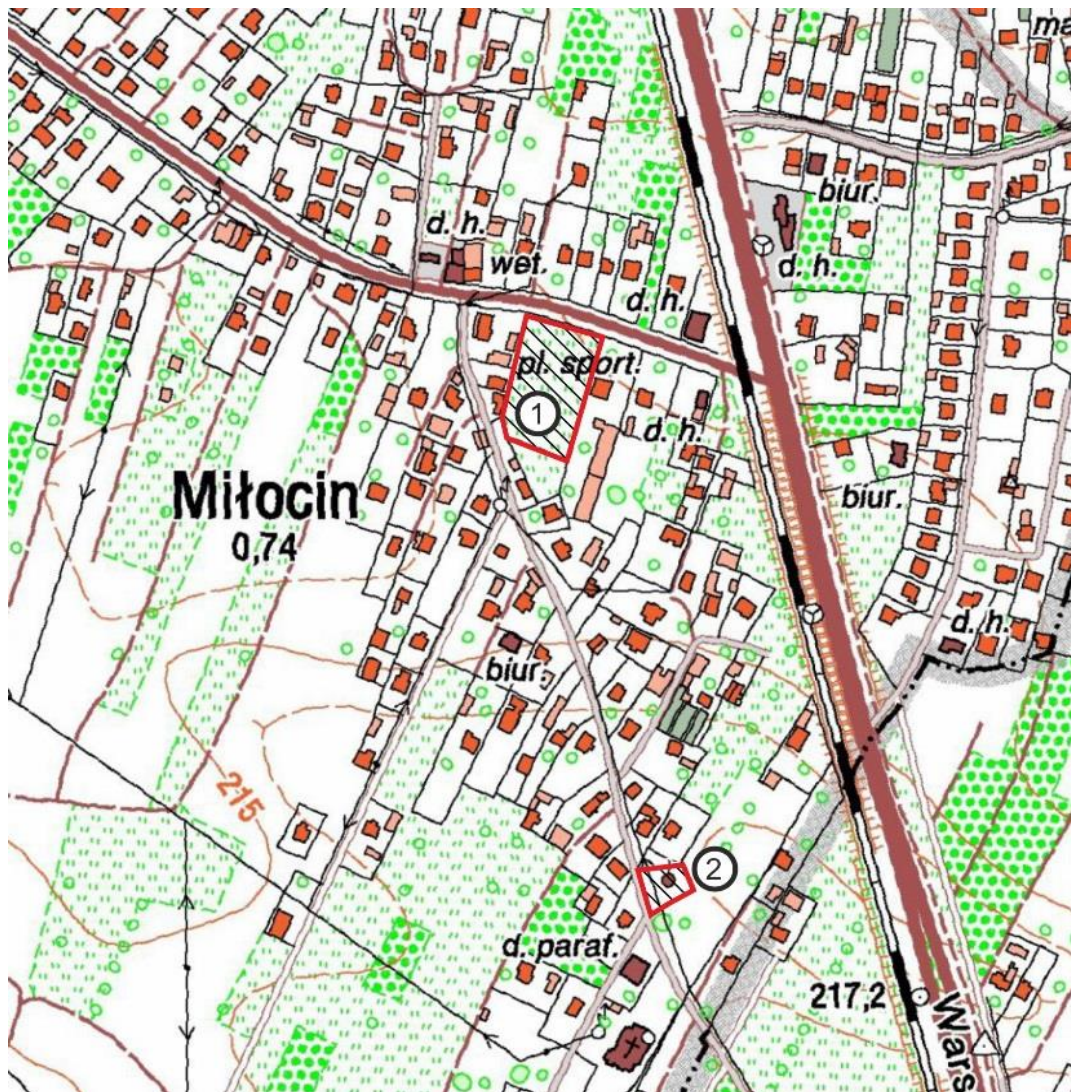 ma
biur.
d. h.
wet.
d. h.
d. h.
pl. sport.
1
d. h.
biur.
Miłocin
0,74
d. h.
biur.
215
2
d. paraf.
217,2
Wars